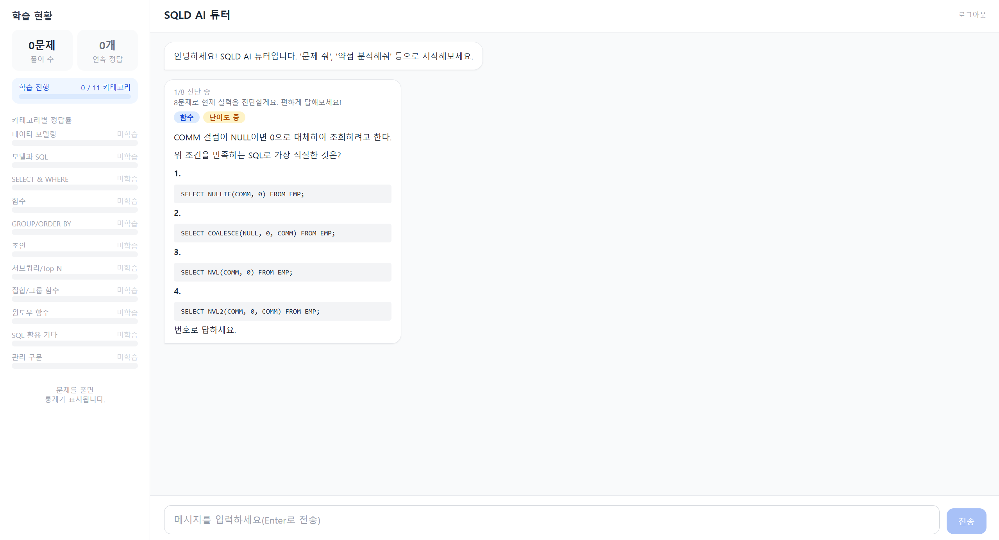 학습 현황
0문제
풀이 수
0개
연속 정답
학습 진행
0 / 11 카테고리
카테고리별 정답률
데이터 모델링
미학습
모델과 SQL
미학습
SELECT & WHERE
미학습
함수
미학습
GROUP/ORDER BY
미학습
조인
미학습
서브쿼리/Top N
미학습
집합/그룹 함수
미학습
윈도우 함수
미학습
SQL 활용 기타
미학습
관리 구문
미학습
문제를 풀면
통계가 표시됩니다.
SQLD AI 튜터
로그아웃
안녕하세요! SQLD AI 튜터입니다. '문제 줘', '약점 분석해줘' 등으로 시작해보세요.
1/8 진단 중
8문제로 현재 실력을 진단할게요. 편하게 답해보세요!
함수
난이도 중
COMM 컬럼이 NULL이면 0으로 대체하여 조회하려고 한다.
위 조건을 만족하는 SQL로 가장 적절한 것은?
1.
SELECT NULLIF(COMM, 0) FROM EMP;
2.
SELECT COALESCE(NULL, 0, COMM) FROM EMP;
3.
SELECT NVL(COMM, 0) FROM EMP;
4.
SELECT NVL2(COMM, 0, COMM) FROM EMP;
번호로 답하세요.
메시지를 입력하세요(Enter로 전송)
전송